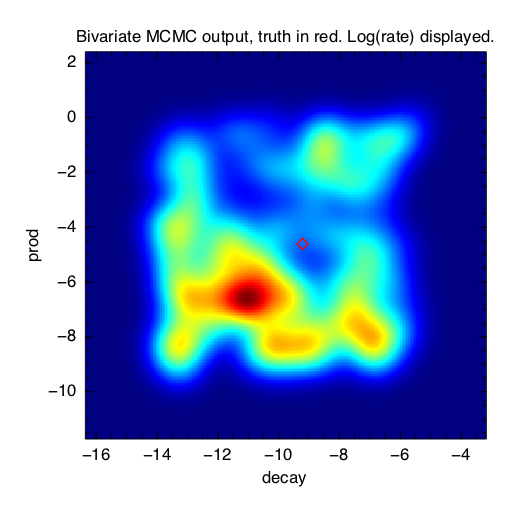 Bivariate MCMC output, truth in red. Log(rate) displayed.
2
0
−2
−4
−6
−8
−10
prod
−16 −14 −12 −10 −8 −6 −4
decay